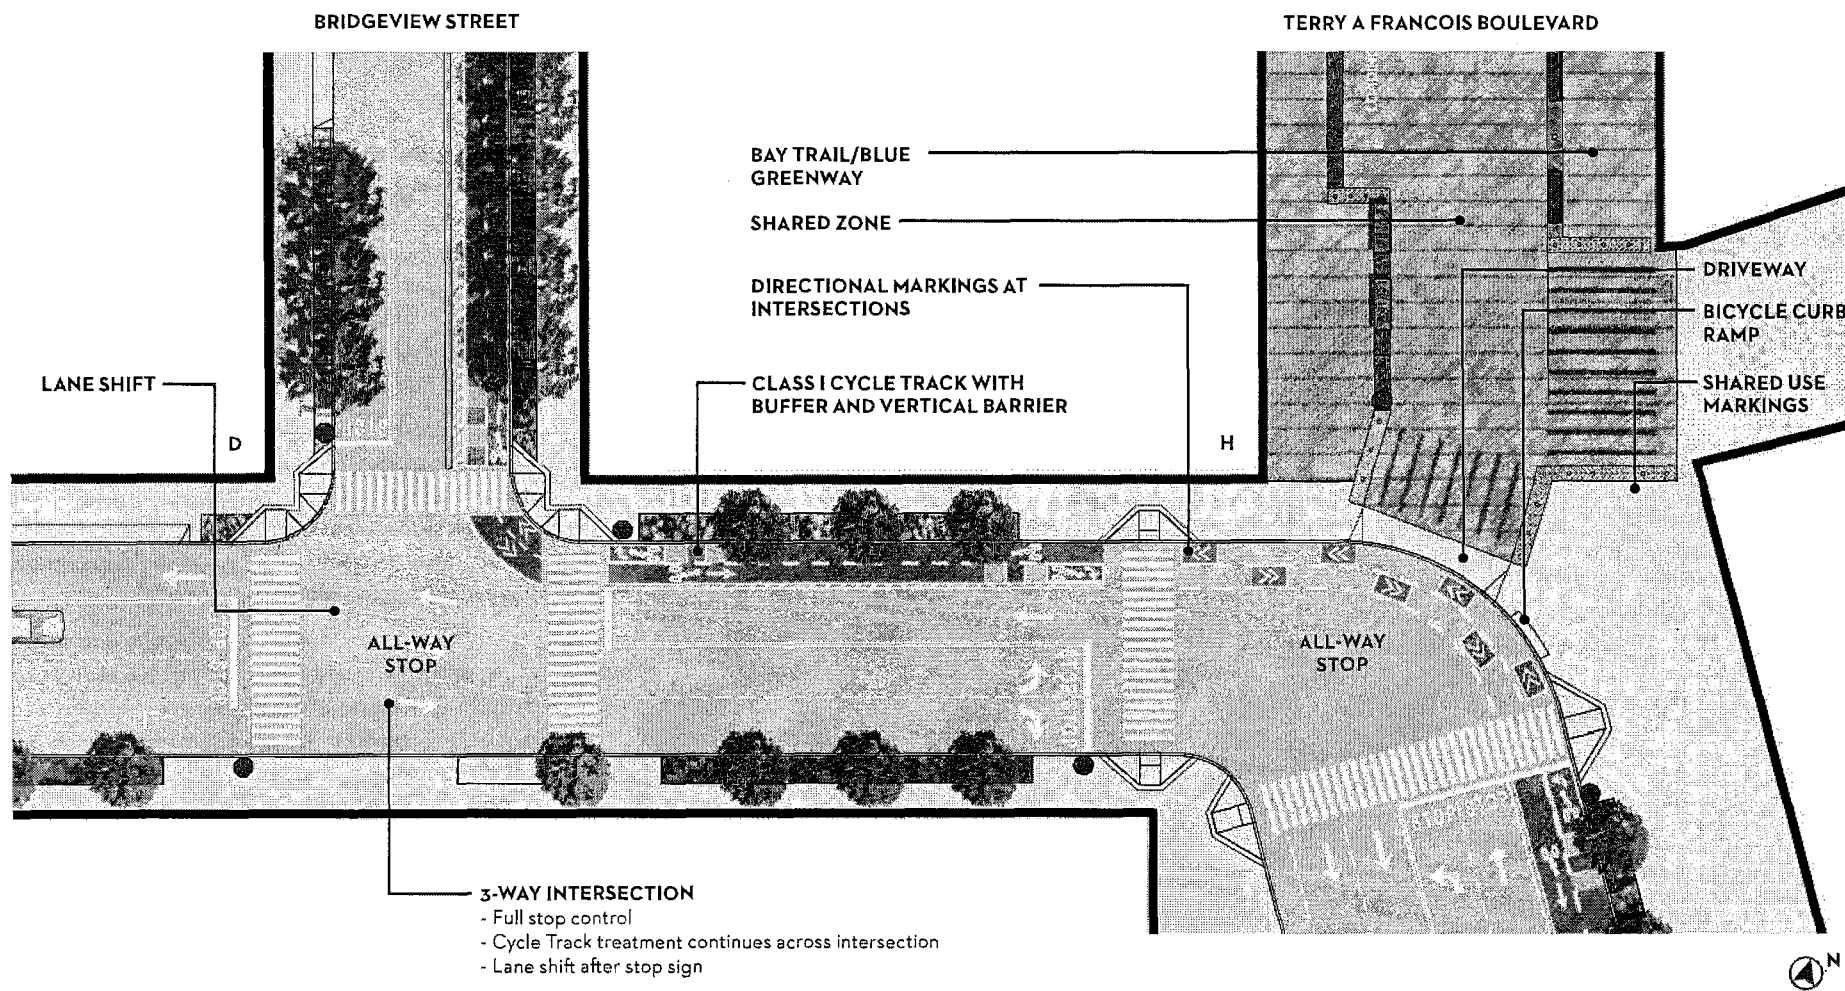 BRIDGEVIEW STREET
TERRY A FRANCOIS BOULEVARD
BAY TRAIL/BLUE
GREENWAY
SHARED ZONE
DIRECTIONAL MARKINGS AT
INTERSECTIONS
CLASS I CYCLE TRACK WITH
BUFFER AND VERTICAL BARRIER
DRIVEWAY
BICYCLE CURB
RAMP
SHARED USE
MARKINGS
LANE SHIFT
D
H
ALL-WAY
STOP
ALL-WAY
STOP
STOP
3-WAY INTERSECTION
- Full stop control
- Cycle Track treatment continues across intersection
- Lane shift after stop sign
N